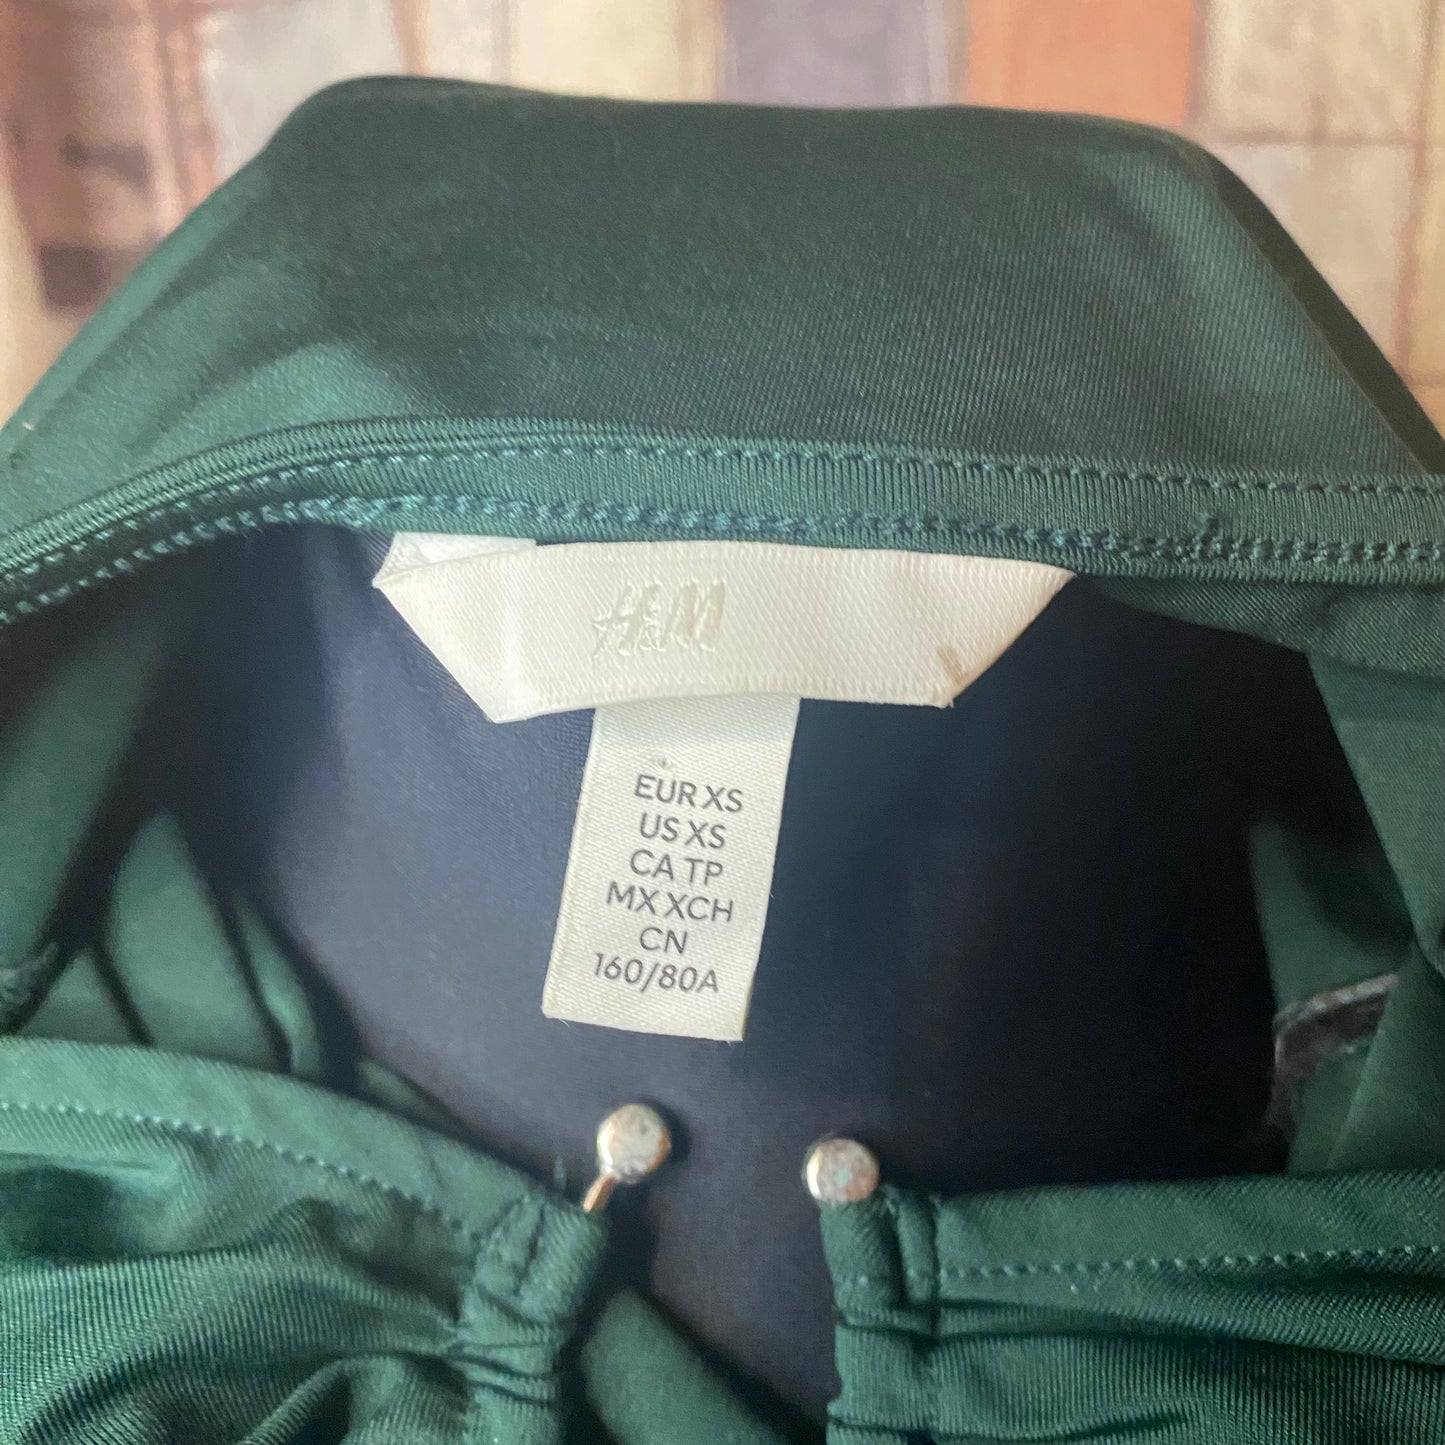 H&M
EUR XS
US XS
CA TP
MX XCH
CN
160/80A